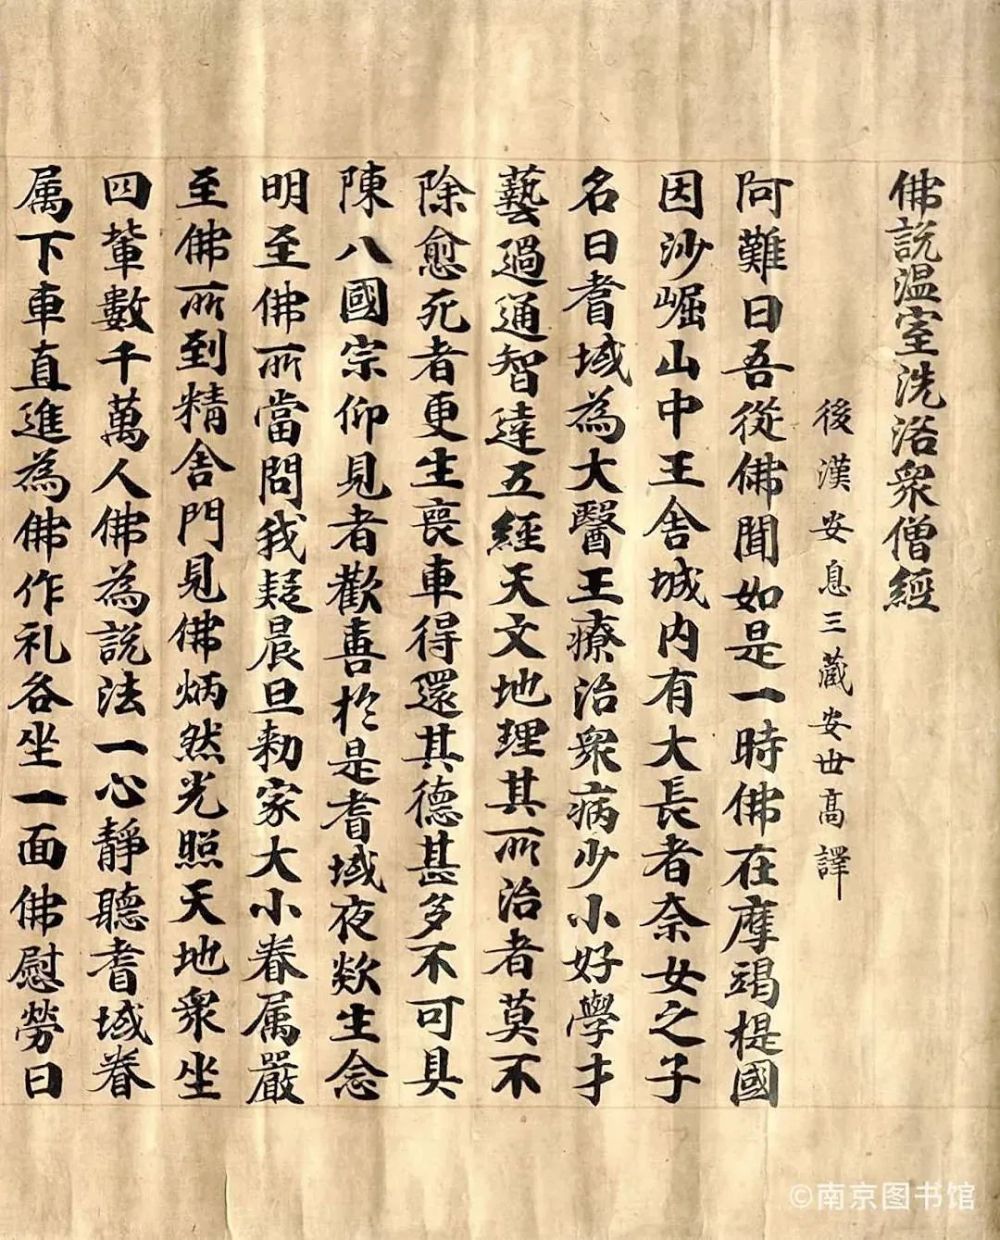 佛說温室洗浴衆僧經
後漢安息三藏安世高譯
阿難曰吾從佛聞如是一時佛在摩竭提國
因沙崛山中王舍城内有大長者柰女之子
名曰耆域為大醫王療治衆病少小好學才
藝過通智達五經天文地理其所治者莫不
除愈死者更生喪車得還其德甚多不可具
陳八國宗仰見者歡喜於是耆域夜欻生念
明至佛所當問我疑晨旦勑家大小眷属嚴
至佛所到精舍門見佛炳然光照天地衆坐
四輩數千萬人佛為說法一心靜聽耆域眷
属下車直進為佛作礼各坐一面佛慰勞曰
©南京图书馆